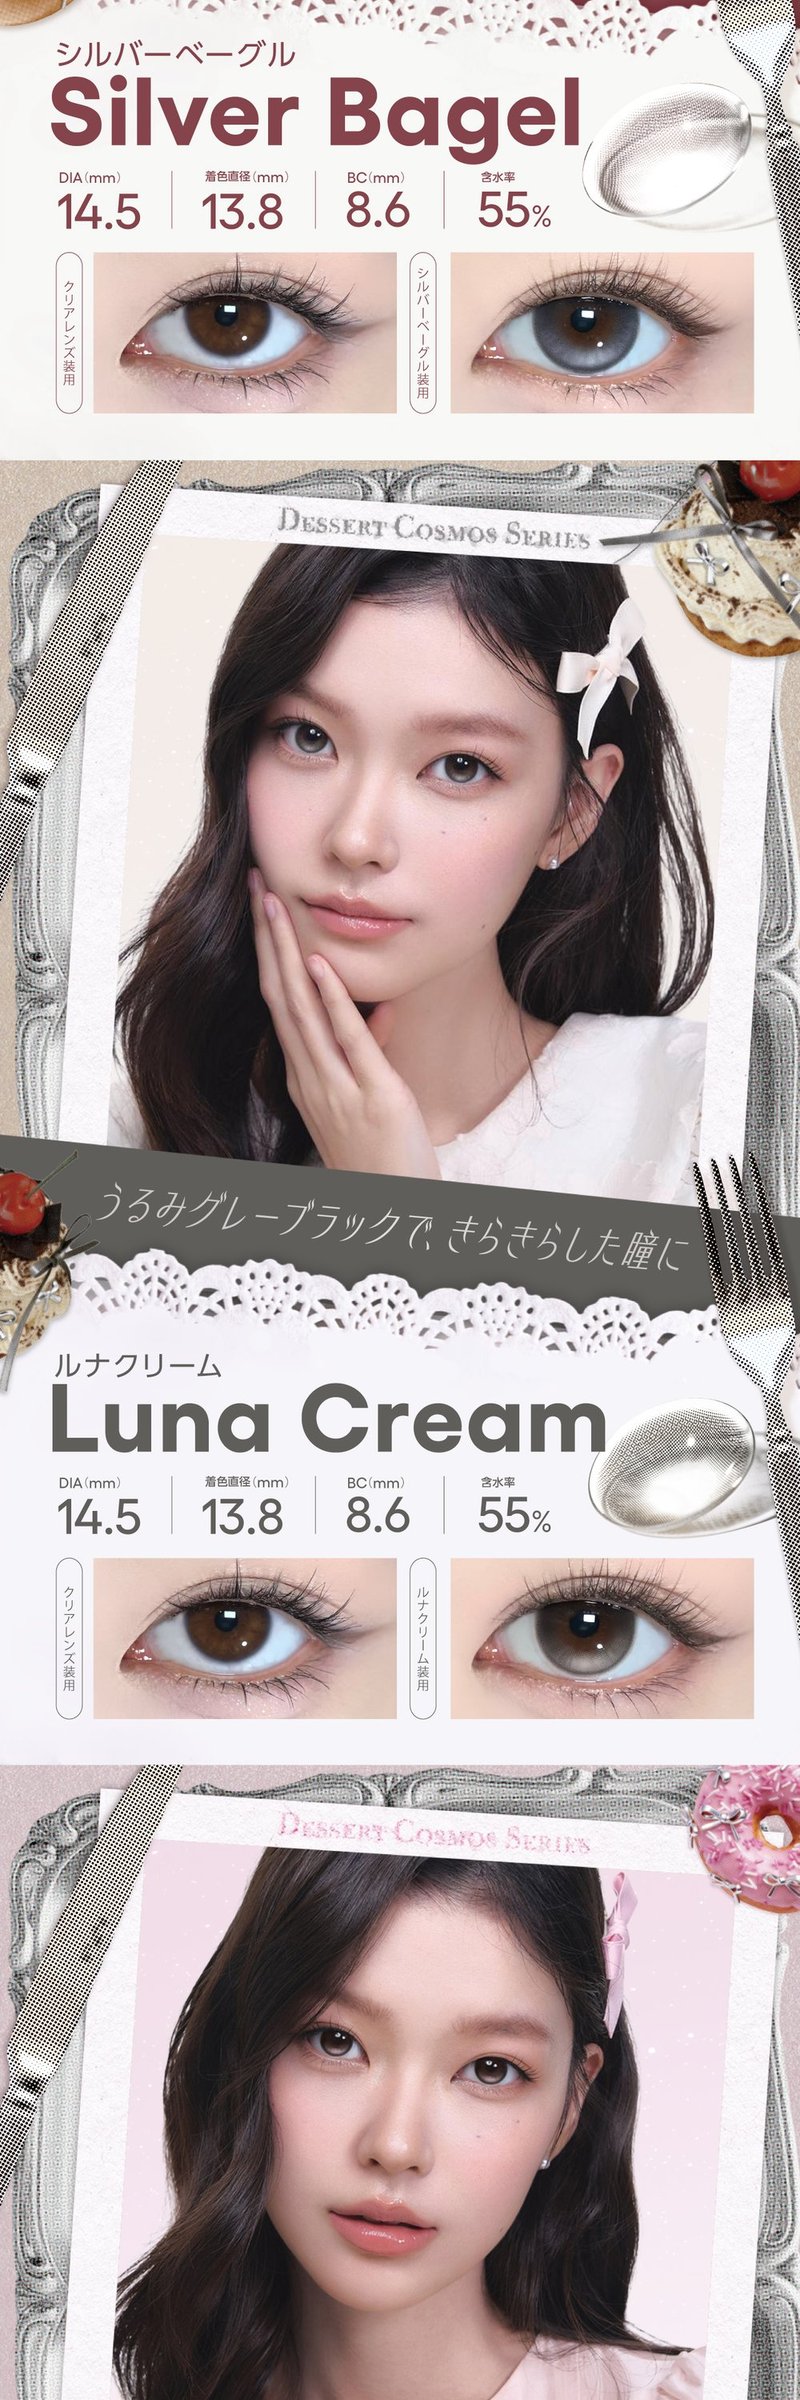 シルバーベーグル
Silver Bagel
DIA(mm) 着色直径(mm) BC(mm) 含水率
14.5 13.8 8.6 55%
クリアレンズ装用
シルバーベーグル装用
DESSERT COSMOS SERIES
うるみグレーブラックで、きらきらした瞳に
ルナクリーム
Luna Cream
DIA(mm) 着色直径(mm) BC(mm) 含水率
14.5 13.8 8.6 55%
クリアレンズ装用
ルナクリーム装用
DESSERT COSMOS SERIES